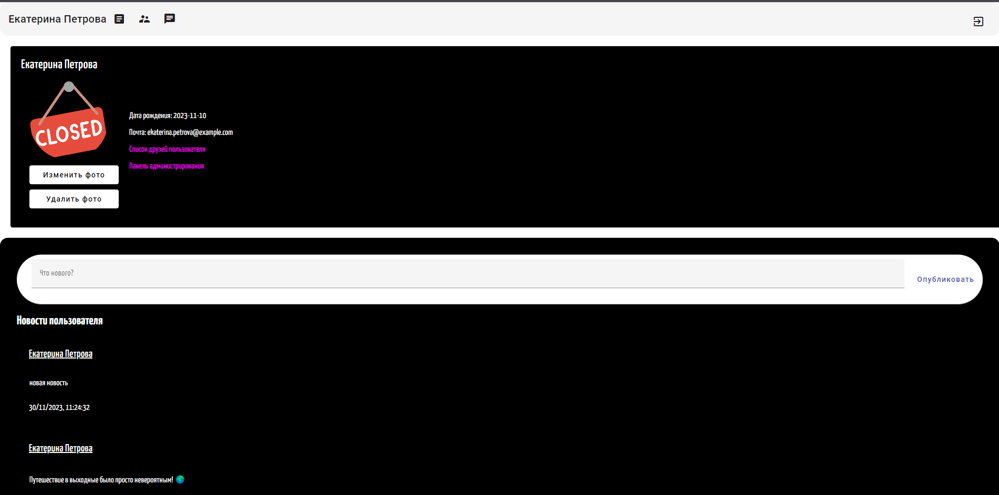 Екатерина Петрова
Екатерина Петрова
CLOSED
Изменить фото
Удалить фото
Дата рождения: 2023-11-10
Почта: ekaterina.petrova@example.com
Список друзей пользователя
Панель администрирования
Что нового?
Опубликовать
Новости пользователя
Екатерина Петрова
новая новость
30/11/2023, 11:24:32
Екатерина Петрова
Путешествие в выходные было просто невероятным! 🌍